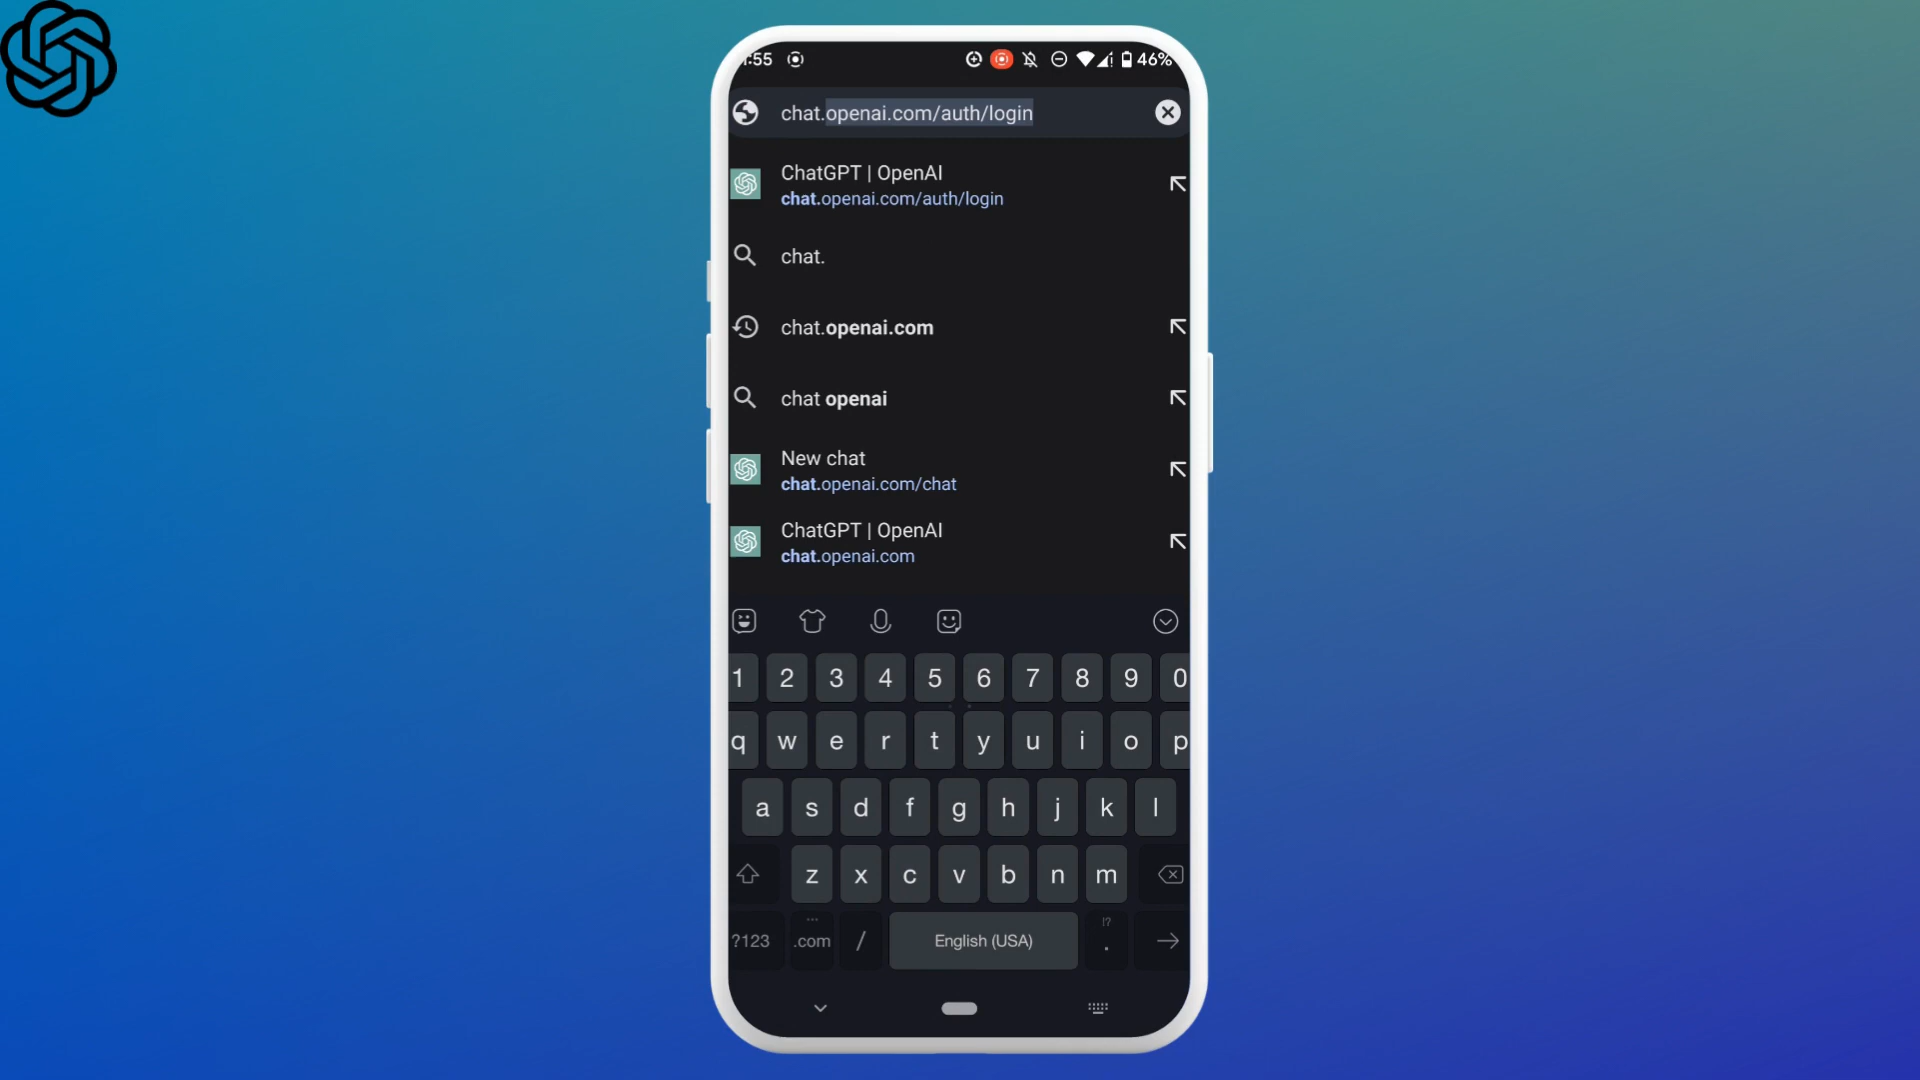 :55 46%
chat.openai.com/auth/login
ChatGPT | OpenAI
chat.openai.com/auth/login
chat.
chat.openai.com
chat openai
New chat
chat.openai.com/chat
ChatGPT | OpenAI
chat.openai.com
1 2 3 4 5 6 7 8 9 0
q w e r t y u i o p
a s d f g h j k l
z x c v b n m
?123 .com / English (USA) !? .